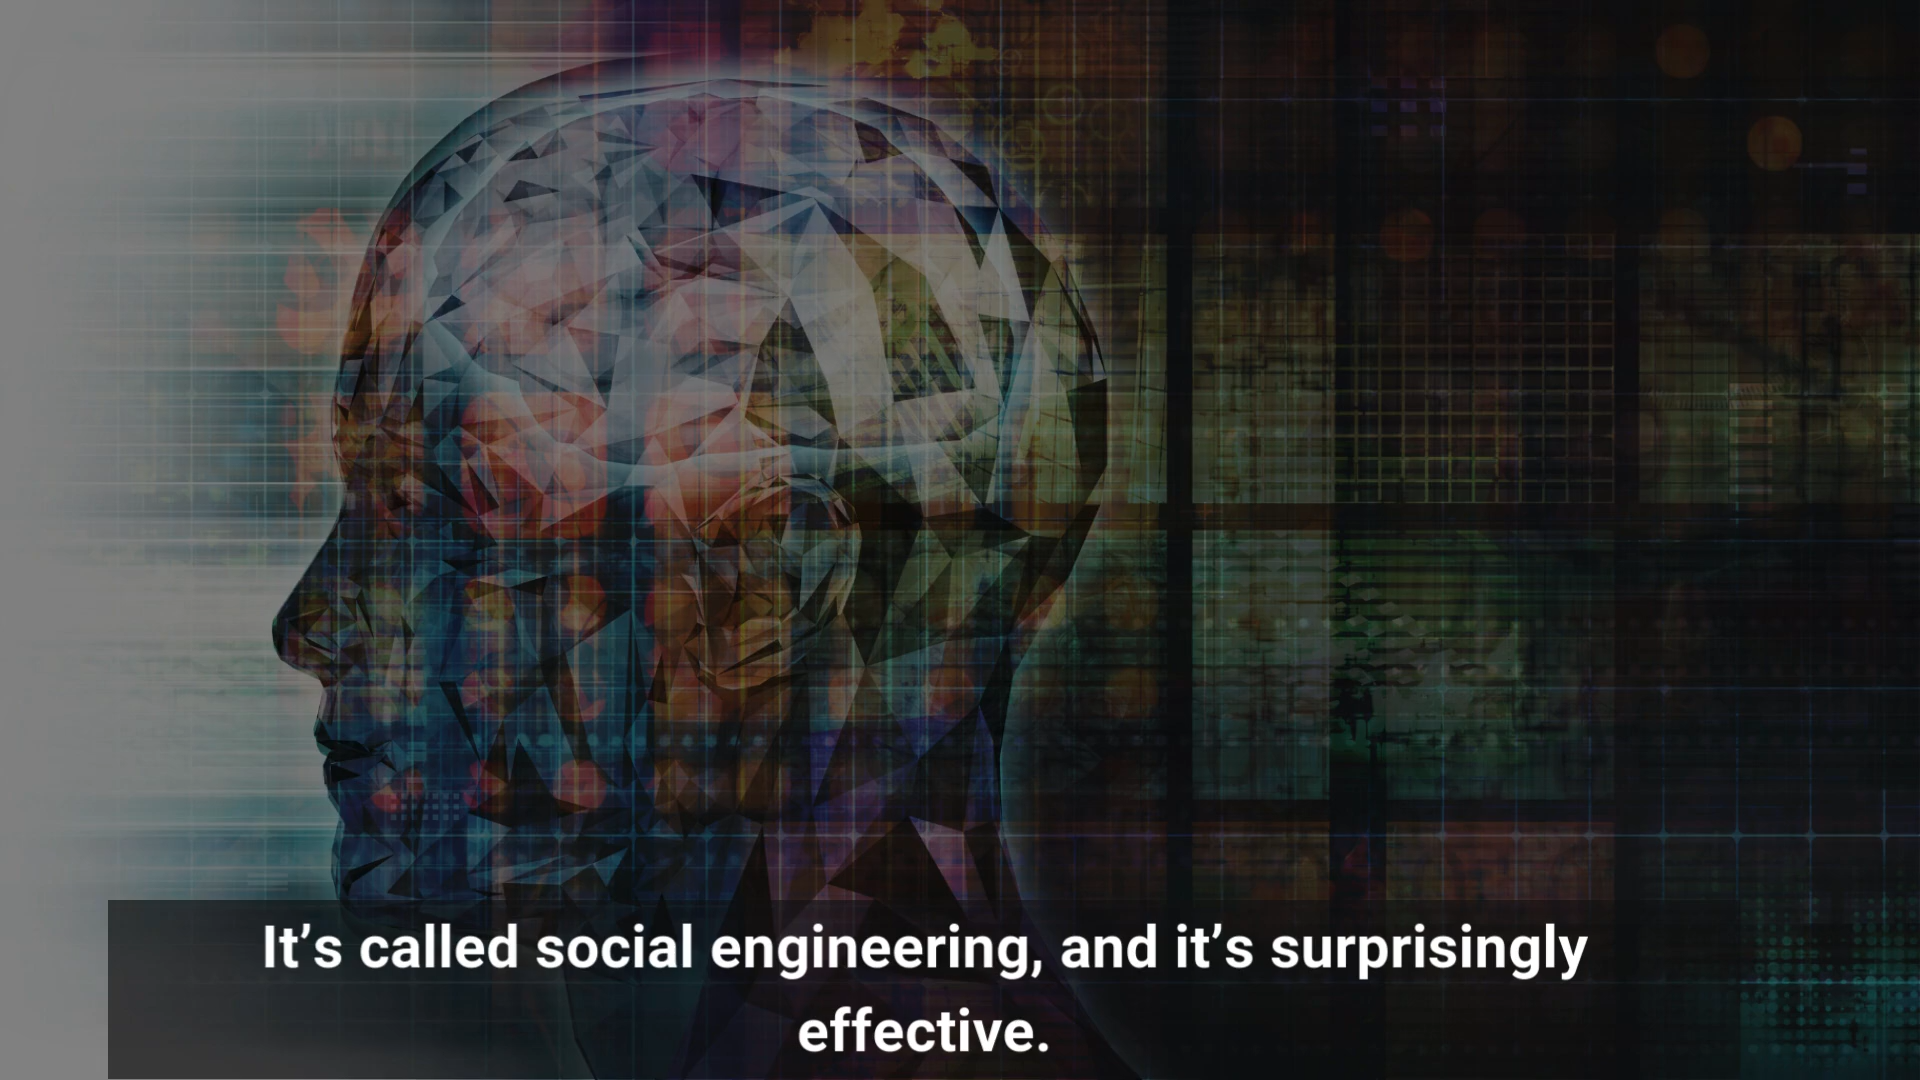 It’s called social engineering, and it’s surprisingly
effective.